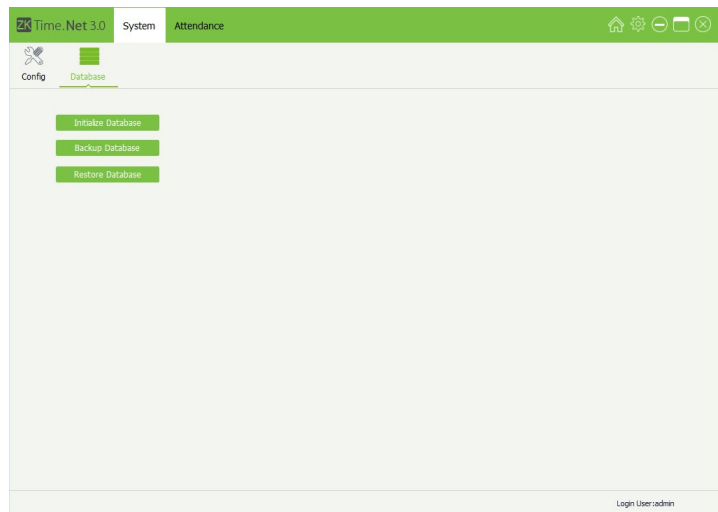 ZK Time.Net 3.0 System Attendance
Config Database
Initialize Database
Backup Database
Restore Database
Login User:admin